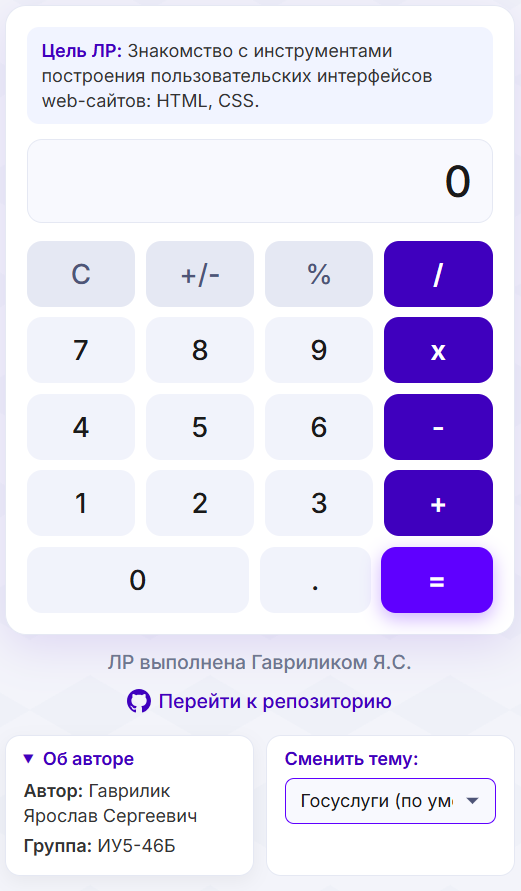 Цель ЛР: Знакомство с инструментами
построения пользовательских интерфейсов
web-сайтов: HTML, CSS.
0
C +/- % /
7 8 9 x
4 5 6 -
1 2 3 +
0 . =
ЛР выполнена Гавриликом Я.С.
Перейти к репозиторию
Об авторе
Автор: Гаврилик
Ярослав Сергеевич
Группа: ИУ5-46Б
Сменить тему:
Госуслуги (по